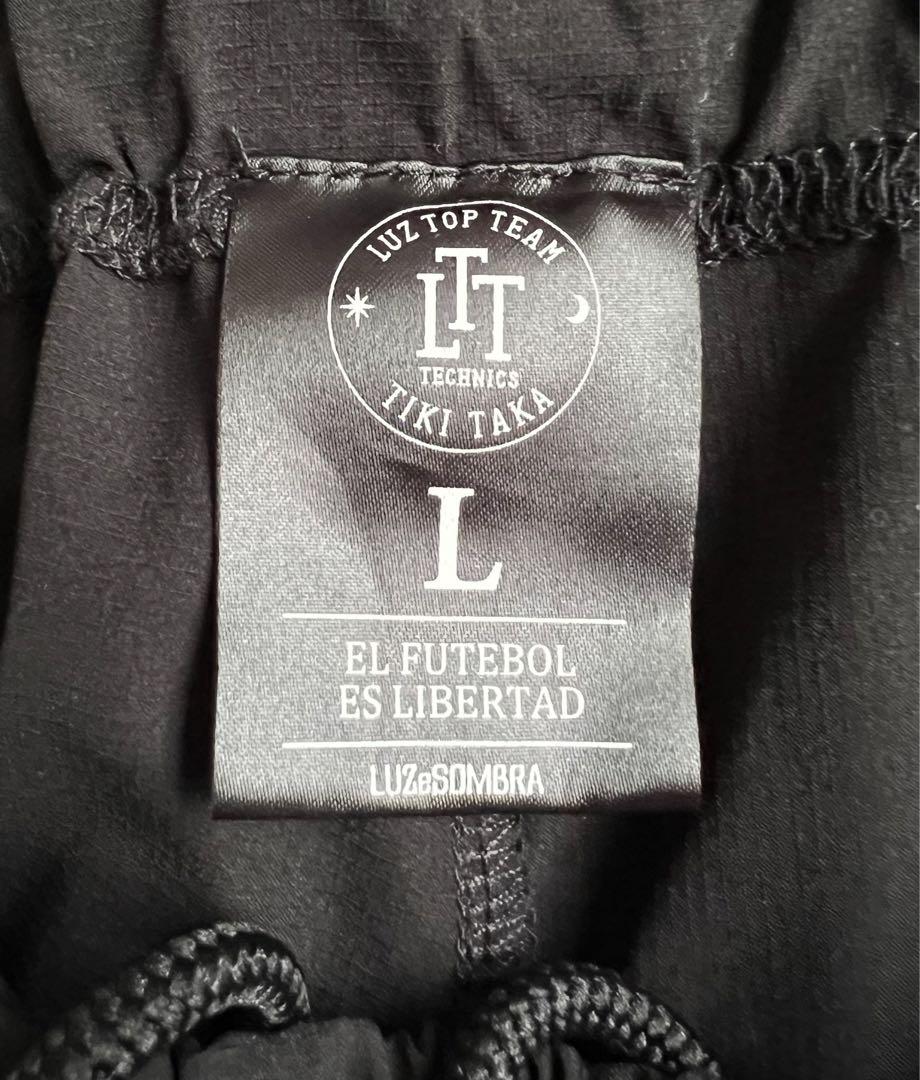 LUZ TOP TEAM
LTT
TECHNICS
TIKI TAKA
L
EL FUTEBOL
ES LIBERTAD
LUZeSOMBRA